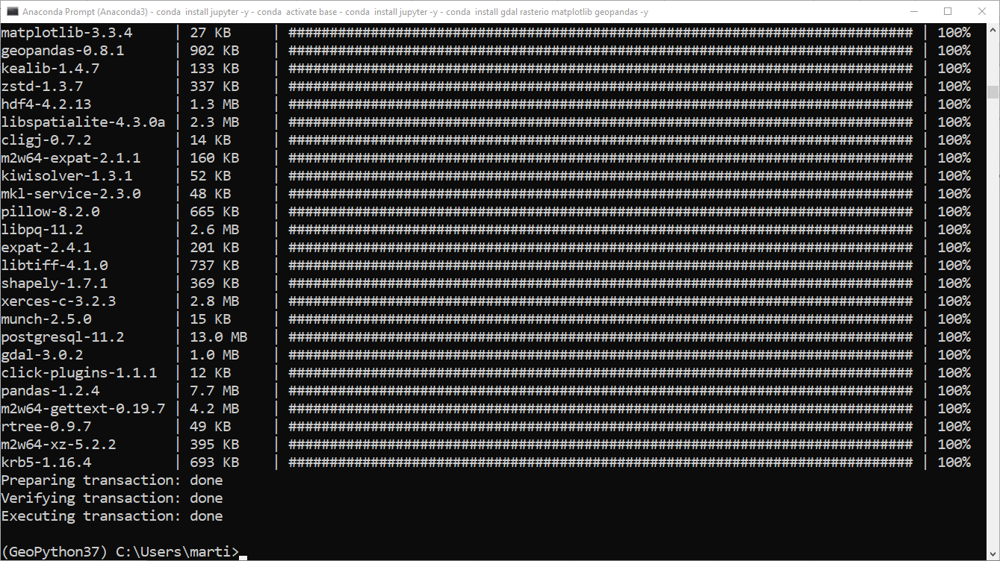 Anaconda Prompt (Anaconda3) - conda  install jupyter -y - conda  activate base - conda  install jupyter -y - conda  install gdal rasterio matplotlib geopandas -y
matplotlib-3.3.4     | 27 KB     | ############################################################################ | 100%
geopandas-0.8.1      | 902 KB    | ############################################################################ | 100%
kealib-1.4.7         | 133 KB    | ############################################################################ | 100%
zstd-1.3.7           | 337 KB    | ############################################################################ | 100%
hdf4-4.2.13          | 1.3 MB    | ############################################################################ | 100%
libspatialite-4.3.0a | 2.3 MB    | ############################################################################ | 100%
cligj-0.7.2          | 14 KB     | ############################################################################ | 100%
m2w64-expat-2.1.1    | 160 KB    | ############################################################################ | 100%
kiwisolver-1.3.1     | 52 KB     | ############################################################################ | 100%
mkl-service-2.3.0    | 48 KB     | ############################################################################ | 100%
pillow-8.2.0         | 665 KB    | ############################################################################ | 100%
libpq-11.2           | 2.6 MB    | ############################################################################ | 100%
expat-2.4.1          | 201 KB    | ############################################################################ | 100%
libtiff-4.1.0        | 737 KB    | ############################################################################ | 100%
shapely-1.7.1        | 369 KB    | ############################################################################ | 100%
xerces-c-3.2.3       | 2.8 MB    | ############################################################################ | 100%
munch-2.5.0          | 15 KB     | ############################################################################ | 100%
postgresql-11.2      | 13.0 MB   | ############################################################################ | 100%
gdal-3.0.2           | 1.0 MB    | ############################################################################ | 100%
click-plugins-1.1.1  | 12 KB     | ############################################################################ | 100%
pandas-1.2.4         | 7.7 MB    | ############################################################################ | 100%
m2w64-gettext-0.19.7 | 4.2 MB    | ############################################################################ | 100%
rtree-0.9.7          | 49 KB     | ############################################################################ | 100%
m2w64-xz-5.2.2       | 395 KB    | ############################################################################ | 100%
krb5-1.16.4          | 693 KB    | ############################################################################ | 100%
Preparing transaction: done
Verifying transaction: done
Executing transaction: done
(GeoPython37) C:\Users\marti>